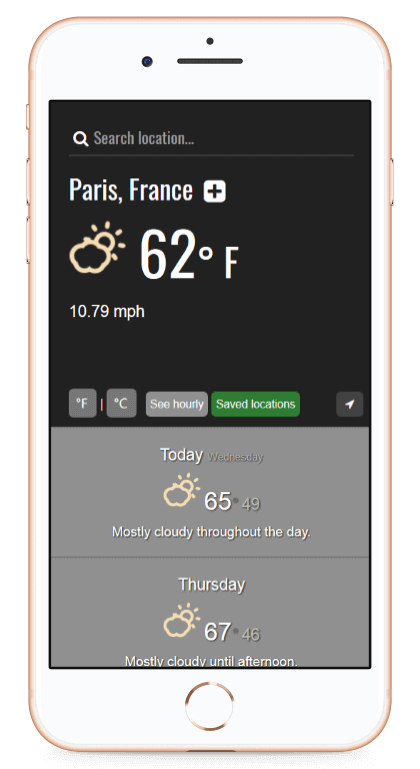 Search location...
Paris, France
62° F
10.79 mph
°F | °C See hourly Saved locations
Today Wednesday
65° 49
Mostly cloudy throughout the day.
Thursday
67° 46
Mostly cloudy until afternoon.